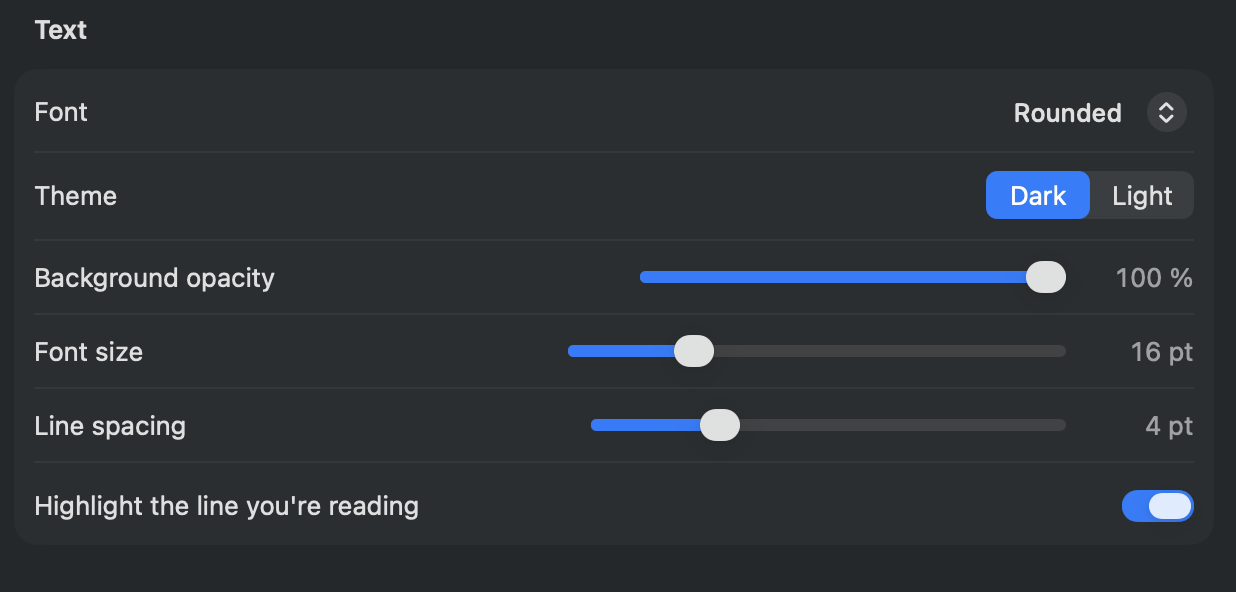 Text
Font Rounded
Theme Dark Light
Background opacity 100 %
Font size 16 pt
Line spacing 4 pt
Highlight the line you're reading